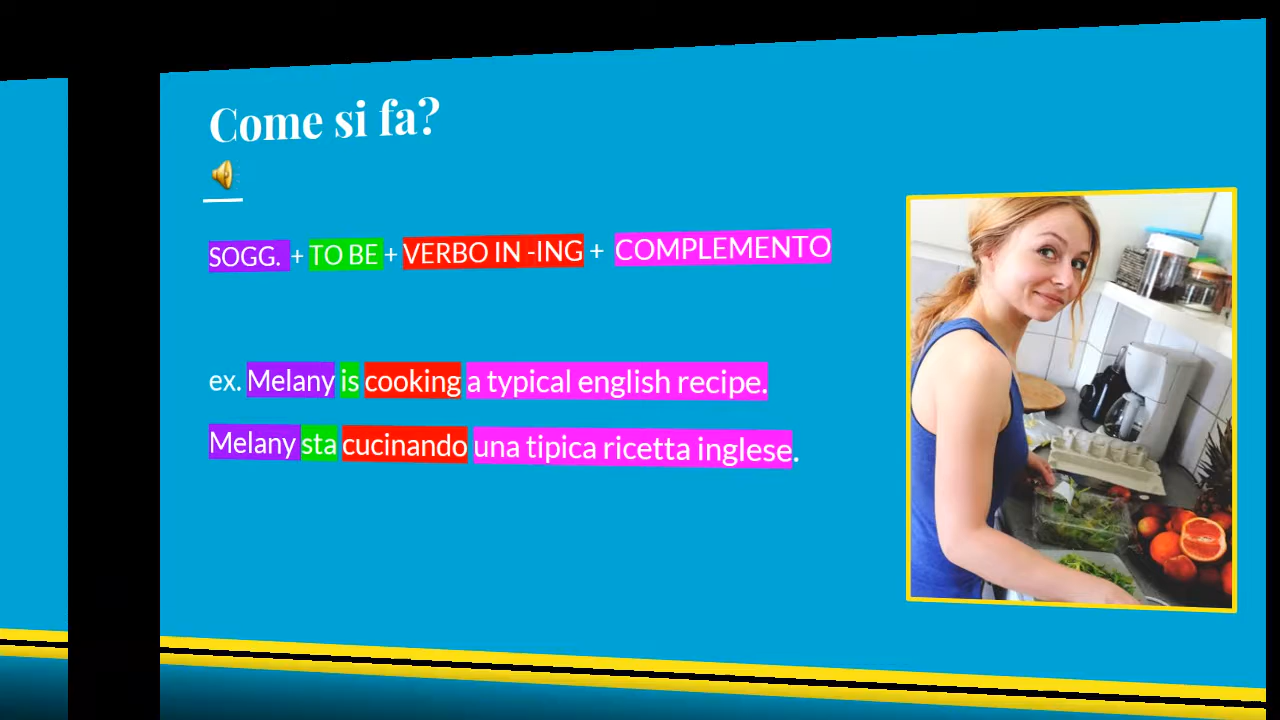 Come si fa?
SOGG. + TO BE + VERBO IN -ING + COMPLEMENTO
ex. Melany is cooking a typical english recipe.
Melany sta cucinando una tipica ricetta inglese.